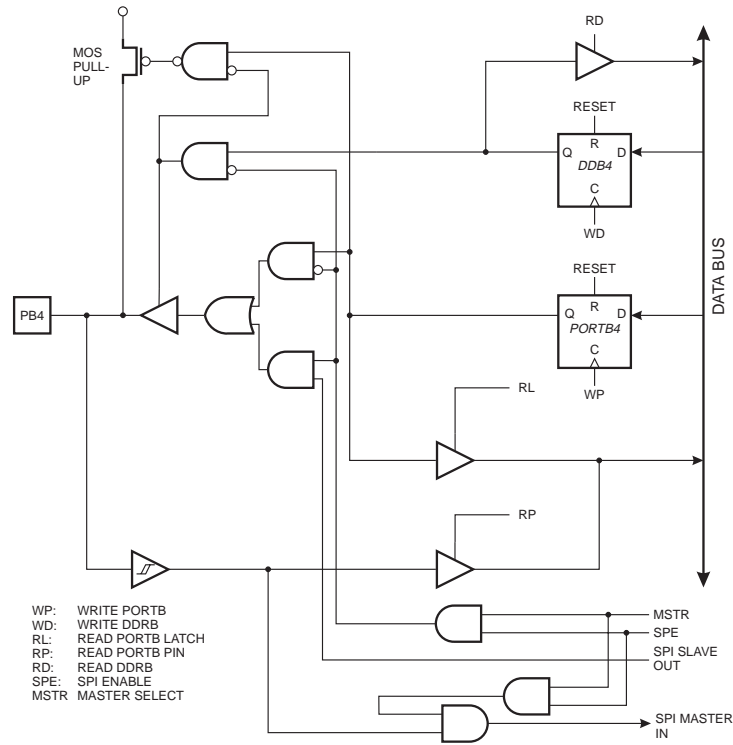 RD
MOS
PULL-
UP
RESET
R
Q
D
DDB4
C
WD
RESET
R
Q
D
PORTB4
C
WP
DATA BUS
PB4
RL
RP
WP: WRITE PORTB
WD: WRITE DDRB
RL: READ PORTB LATCH
RP: READ PORTB PIN
RD: READ DDRB
SPE: SPI ENABLE
MSTR MASTER SELECT
MSTR
SPE
SPI SLAVE
OUT
SPI MASTER
IN